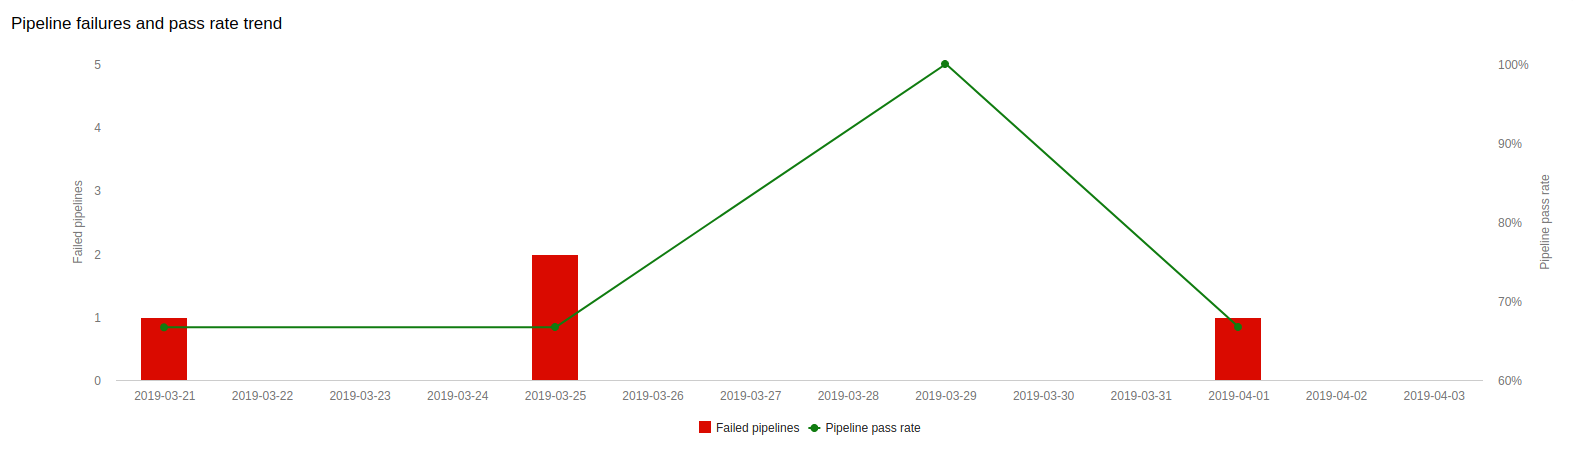 Pipeline failures and pass rate trend
Failed pipelines
5
4
3
2
1
0
100%
90%
80%
70%
60%
Pipeline pass rate
2019-03-21 2019-03-22 2019-03-23 2019-03-24 2019-03-25 2019-03-26 2019-03-27 2019-03-28 2019-03-29 2019-03-30 2019-03-31 2019-04-01 2019-04-02 2019-04-03
Failed pipelines Pipeline pass rate